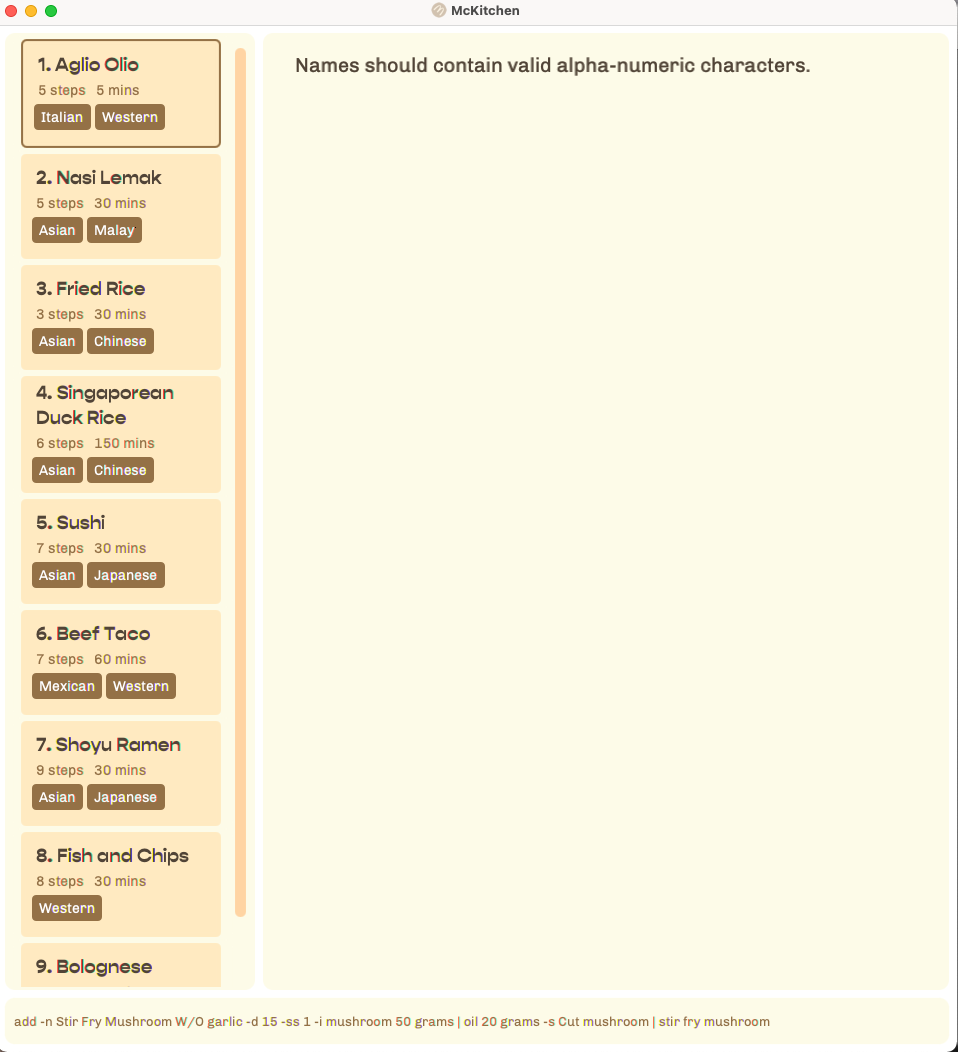 McKitchen
1. Aglio Olio
5 steps 5 mins
Italian Western
2. Nasi Lemak
5 steps 30 mins
Asian Malay
3. Fried Rice
3 steps 30 mins
Asian Chinese
4. Singaporean
Duck Rice
6 steps 150 mins
Asian Chinese
5. Sushi
7 steps 30 mins
Asian Japanese
6. Beef Taco
7 steps 60 mins
Mexican Western
7. Shoyu Ramen
9 steps 30 mins
Asian Japanese
8. Fish and Chips
8 steps 30 mins
Western
9. Bolognese
Names should contain valid alpha-numeric characters.
add -n Stir Fry Mushroom W/O garlic -d 15 -ss 1 -i mushroom 50 grams | oil 20 grams -s Cut mushroom | stir fry mushroom